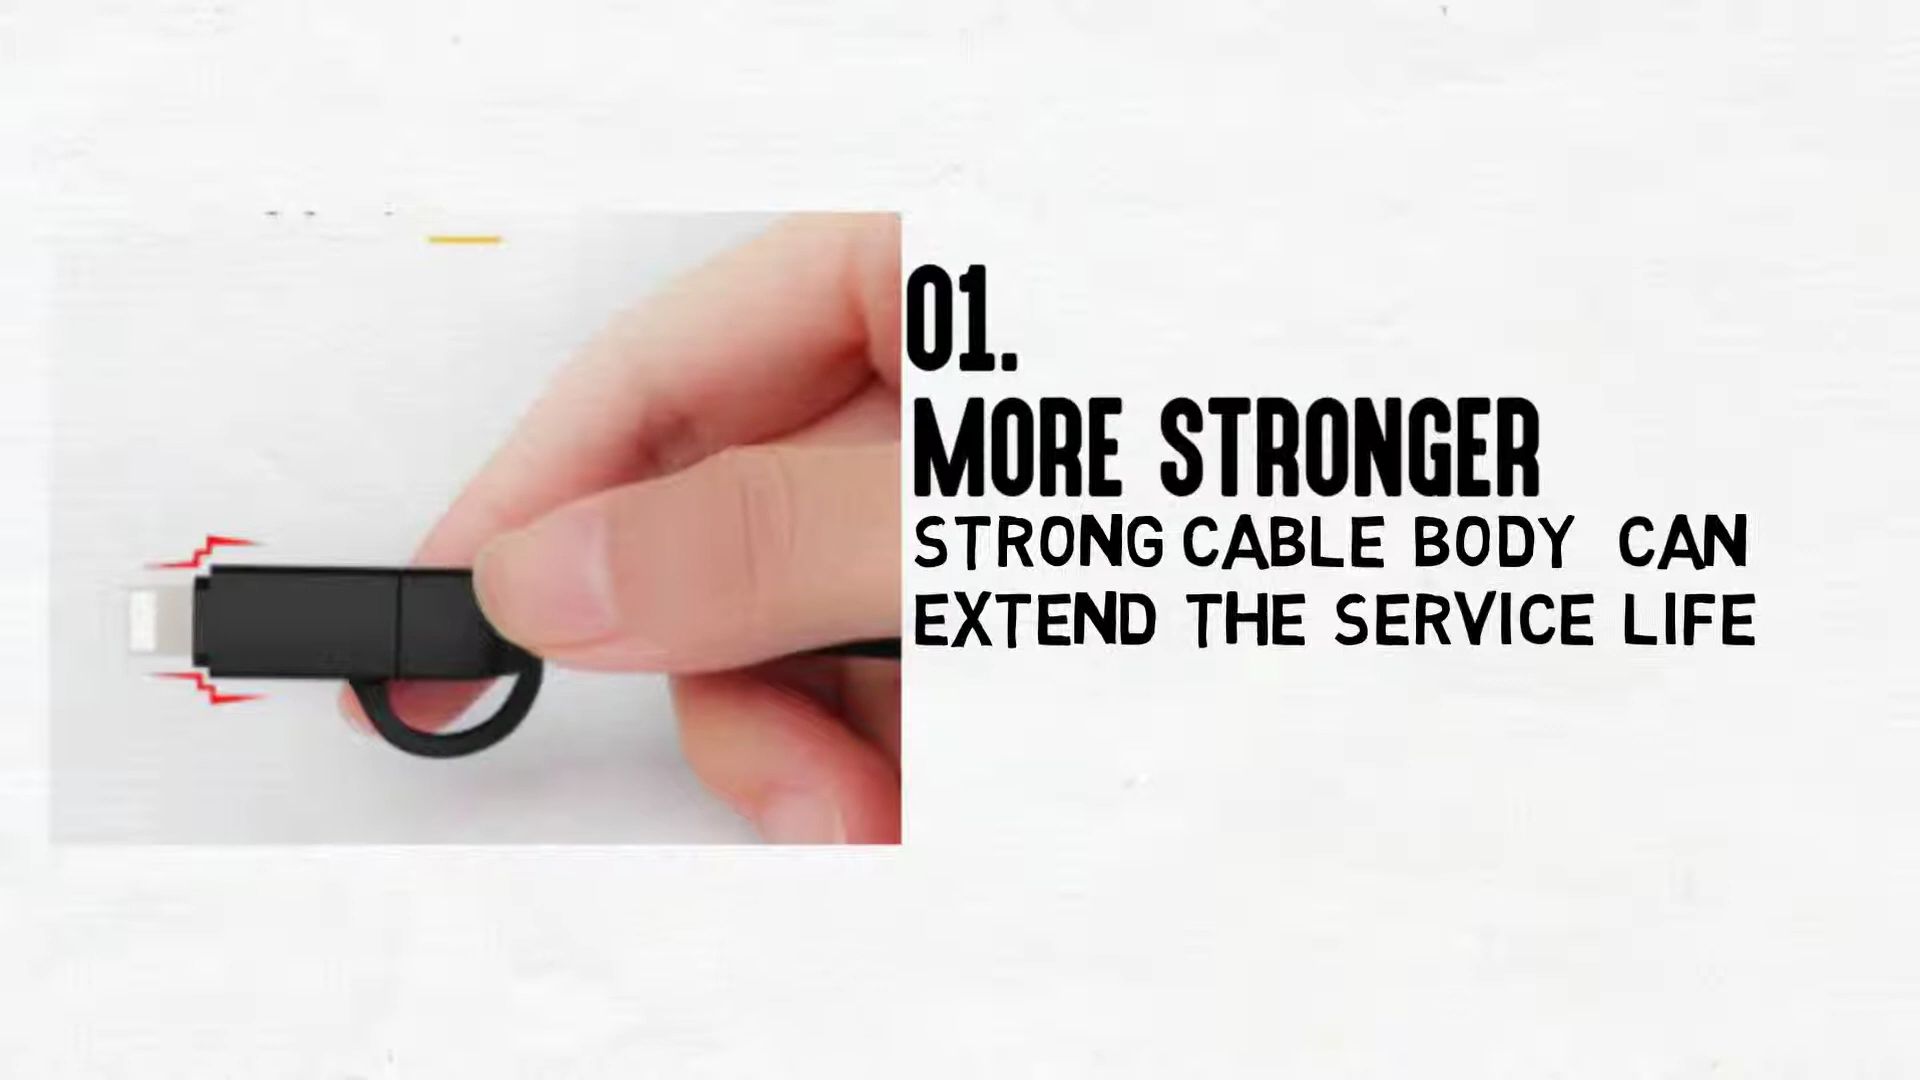 01.
MORE STRONGER
STRONG CABLE BODY CAN
EXTEND THE SERVICE LIFE